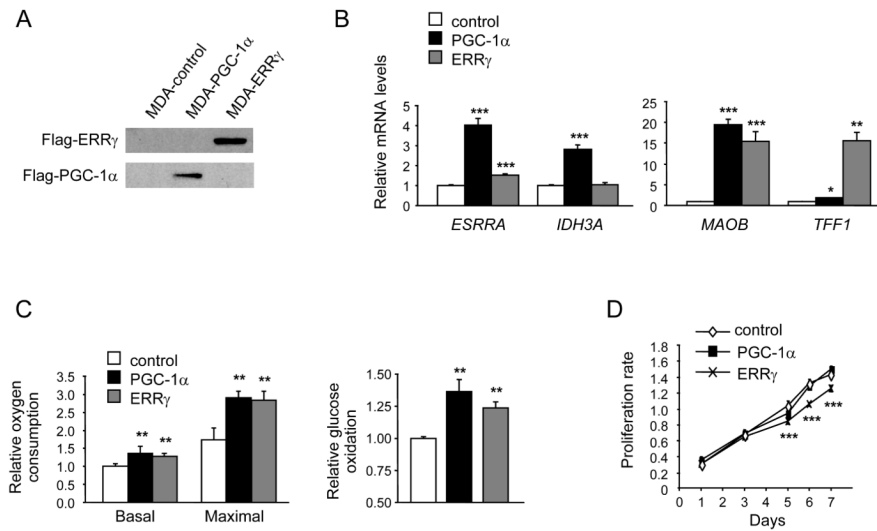 A
MDA-control
MDA-PGC-1α
MDA-ERRγ
Flag-ERRγ
Flag-PGC-1α
B
control
PGC-1α
ERRγ
Relative mRNA levels
5
4
3
2
1
0
***
***
***
ESRRA
IDH3A
25
20
15
10
5
0
***
***
*
**
MAOB
TFF1
C
control
PGC-1α
ERRγ
Relative oxygen
consumption
3.5
3.0
2.5
2.0
1.5
1.0
0.5
0.0
**
**
**
**
Basal
Maximal
Relative glucose
oxidation
1.50
1.25
1.00
0.75
0.50
**
**
D
control
PGC-1α
ERRγ
Proliferation rate
1.8
1.6
1.4
1.2
1.0
0.8
0.6
0.4
0.2
0
***
***
***
0 1 2 3 4 5 6 7
Days